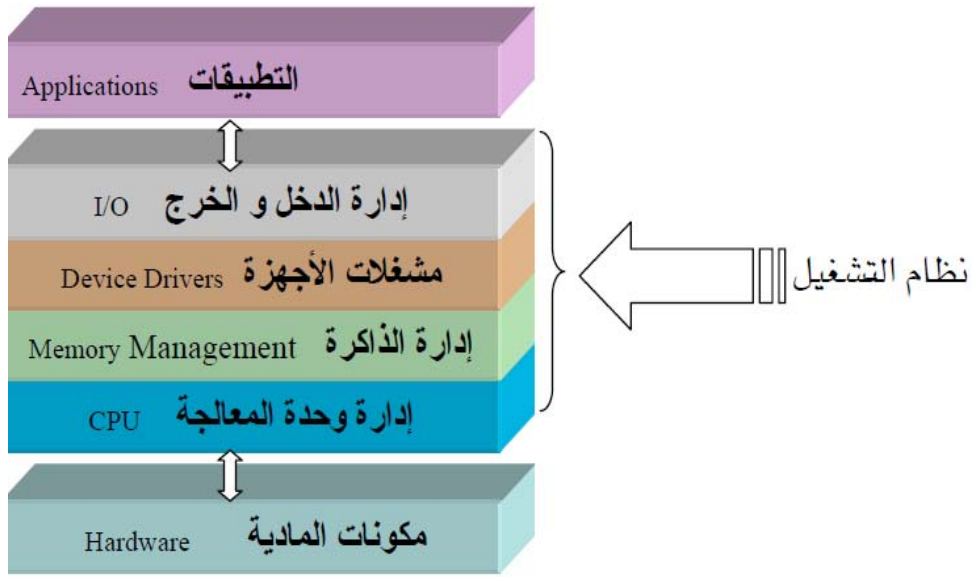 التطبيقات Applications
إدارة الدخل و الخرج I/O
مشغلات الأجهزة Device Drivers
إدارة الذاكرة Memory Management
إدارة وحدة المعالجة CPU
مكونات المادية Hardware
نظام التشغيل